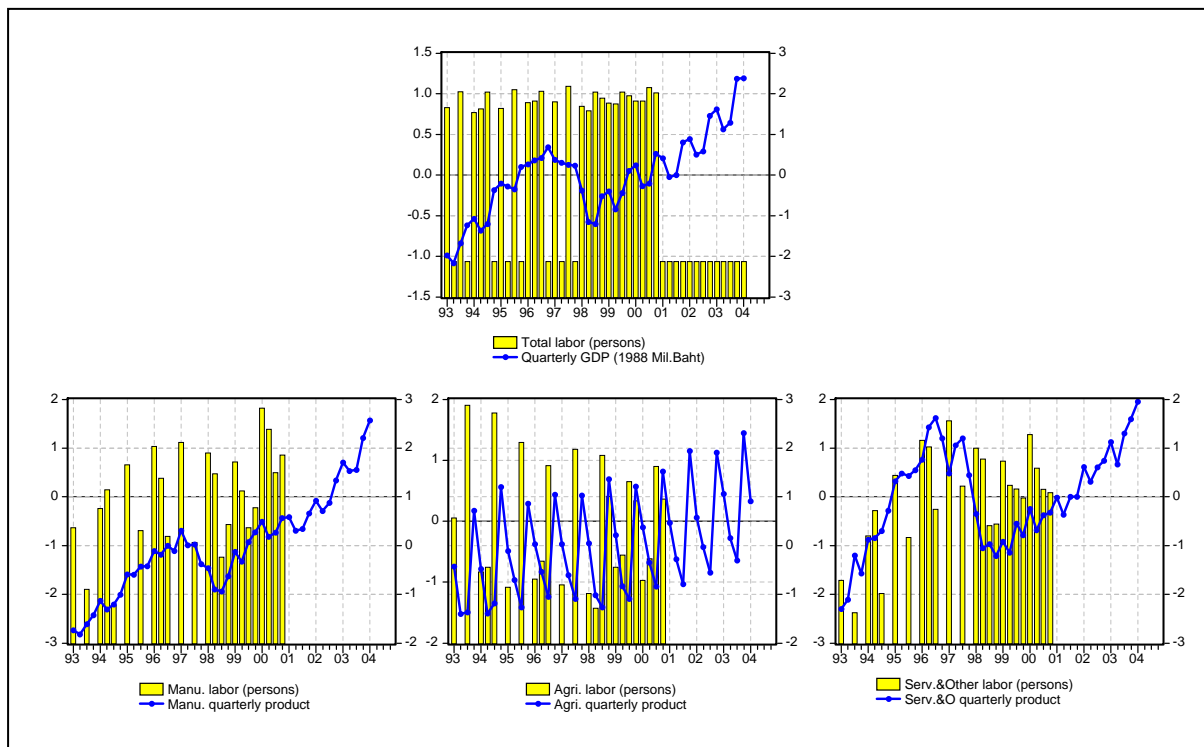 1.5 3
1.0 2
0.5 1
0.0 0
-0.5 -1
-1.0 -2
-1.5 -3
93 94 95 96 97 98 99 00 01 02 03 04
Total labor (persons)
Quarterly GDP (1988 Mil.Baht)
2 3
1 2
0 1
-1 0
-2 -1
-3 -2
93 94 95 96 97 98 99 00 01 02 03 04
Manu. labor (persons)
Manu. quarterly product
2
1
0
-1
-2
3
2
1
0
-1
-2
93 94 95 96 97 98 99 00 01 02 03 04
Agri. labor (persons)
Agri. quarterly product
2 2
1 1
0 0
-1 -1
-2 -2
-3 -3
93 94 95 96 97 98 99 00 01 02 03 04
Serv.&Other labor (persons)
Serv.&O quarterly product